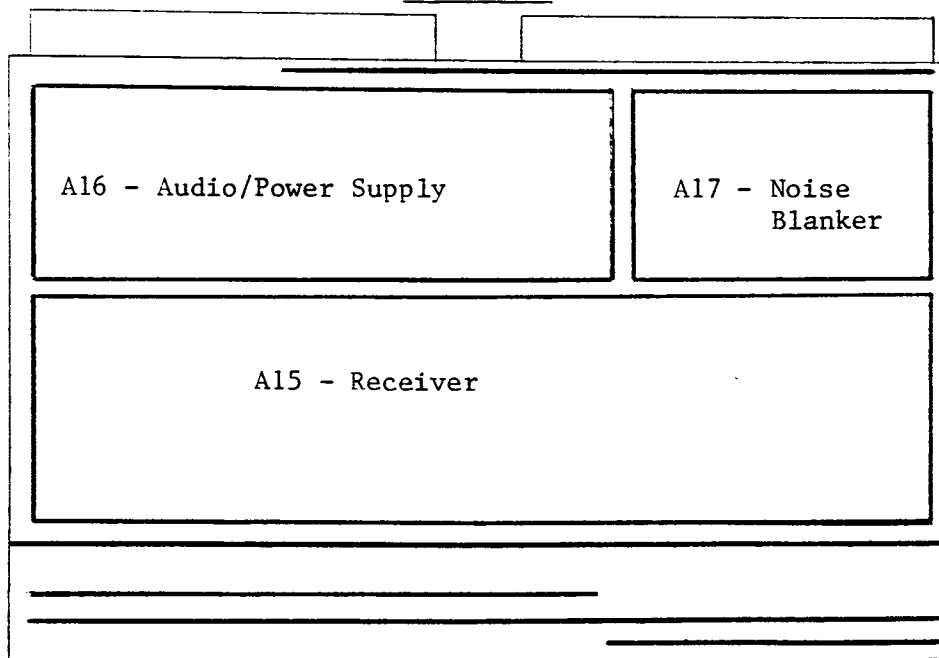 A16 - Audio/Power Supply
A17 - Noise
Blanker
A15 - Receiver